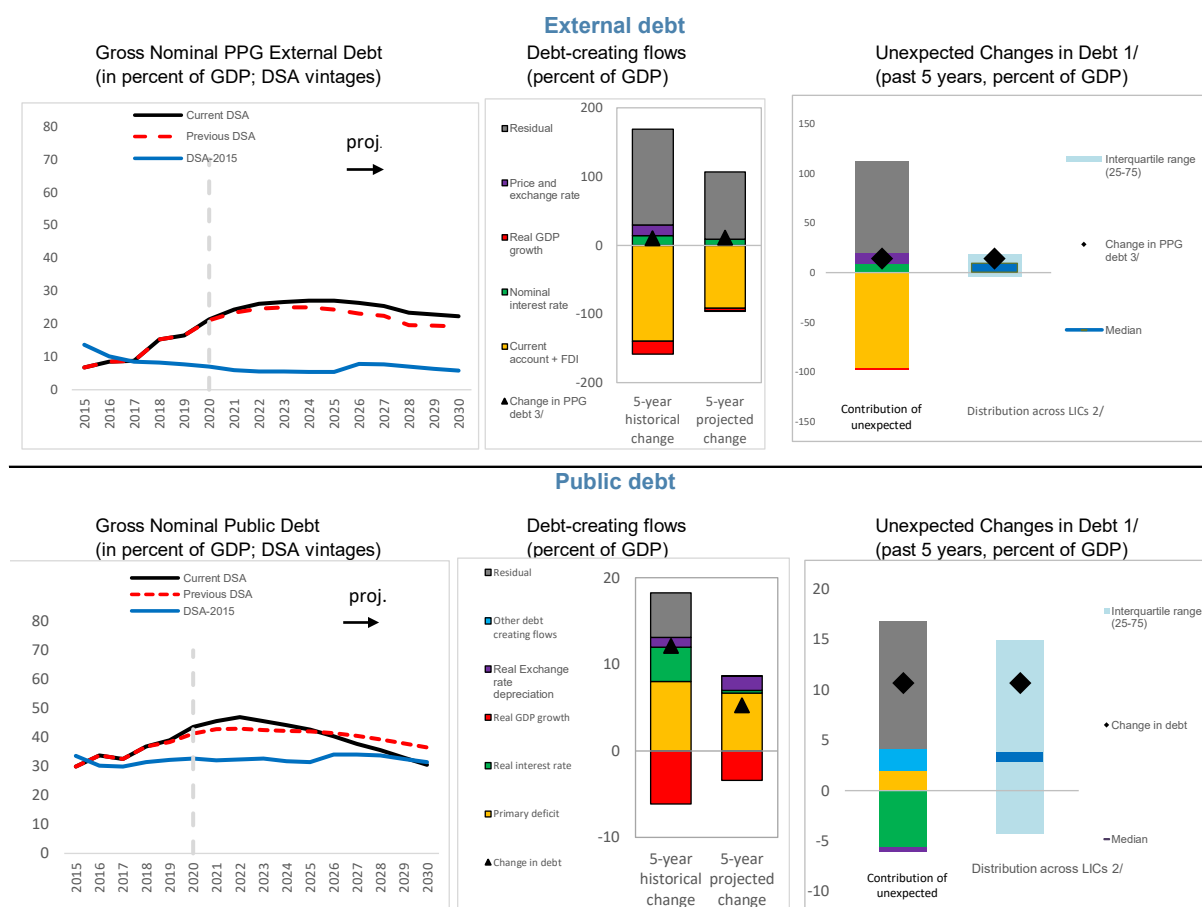 External debt
Gross Nominal PPG External Debt
(in percent of GDP; DSA vintages)
Debt-creating flows
(percent of GDP)
Unexpected Changes in Debt 1/
(past 5 years, percent of GDP)
Current DSA
Previous DSA
DSA-2015
proj.
80
70
60
50
40
30
20
10
0
2015
2016
2017
2018
2019
2020
2021
2022
2023
2024
2025
2026
2027
2028
2029
2030
Residual
Price and
exchange rate
Real GDP
growth
Nominal
interest rate
Current
account + FDI
Change in PPG
debt 3/
200
100
0
-100
-200
5-year
historical
change
5-year
projected
change
150
100
50
0
-50
-100
-150
Contribution of
unexpected
Distribution across LICs 2/
Interquartile range
(25-75)
Change in PPG
debt 3/
Median
Public debt
Gross Nominal Public Debt
(in percent of GDP; DSA vintages)
Debt-creating flows
(percent of GDP)
Unexpected Changes in Debt 1/
(past 5 years, percent of GDP)
Current DSA
Previous DSA
DSA-2015
proj.
80
70
60
50
40
30
20
10
0
2015
2016
2017
2018
2019
2020
2021
2022
2023
2024
2025
2026
2027
2028
2029
2030
Residual
Other debt
creating flows
Real Exchange
rate
depreciation
Real GDP growth
Real interest rate
Primary deficit
Change in debt
20
10
0
-10
5-year
historical
change
5-year
projected
change
20
15
10
5
0
-5
-10
Contribution of
unexpected
Distribution across LICs 2/
Interquartile range
(25-75)
Change in debt
Median